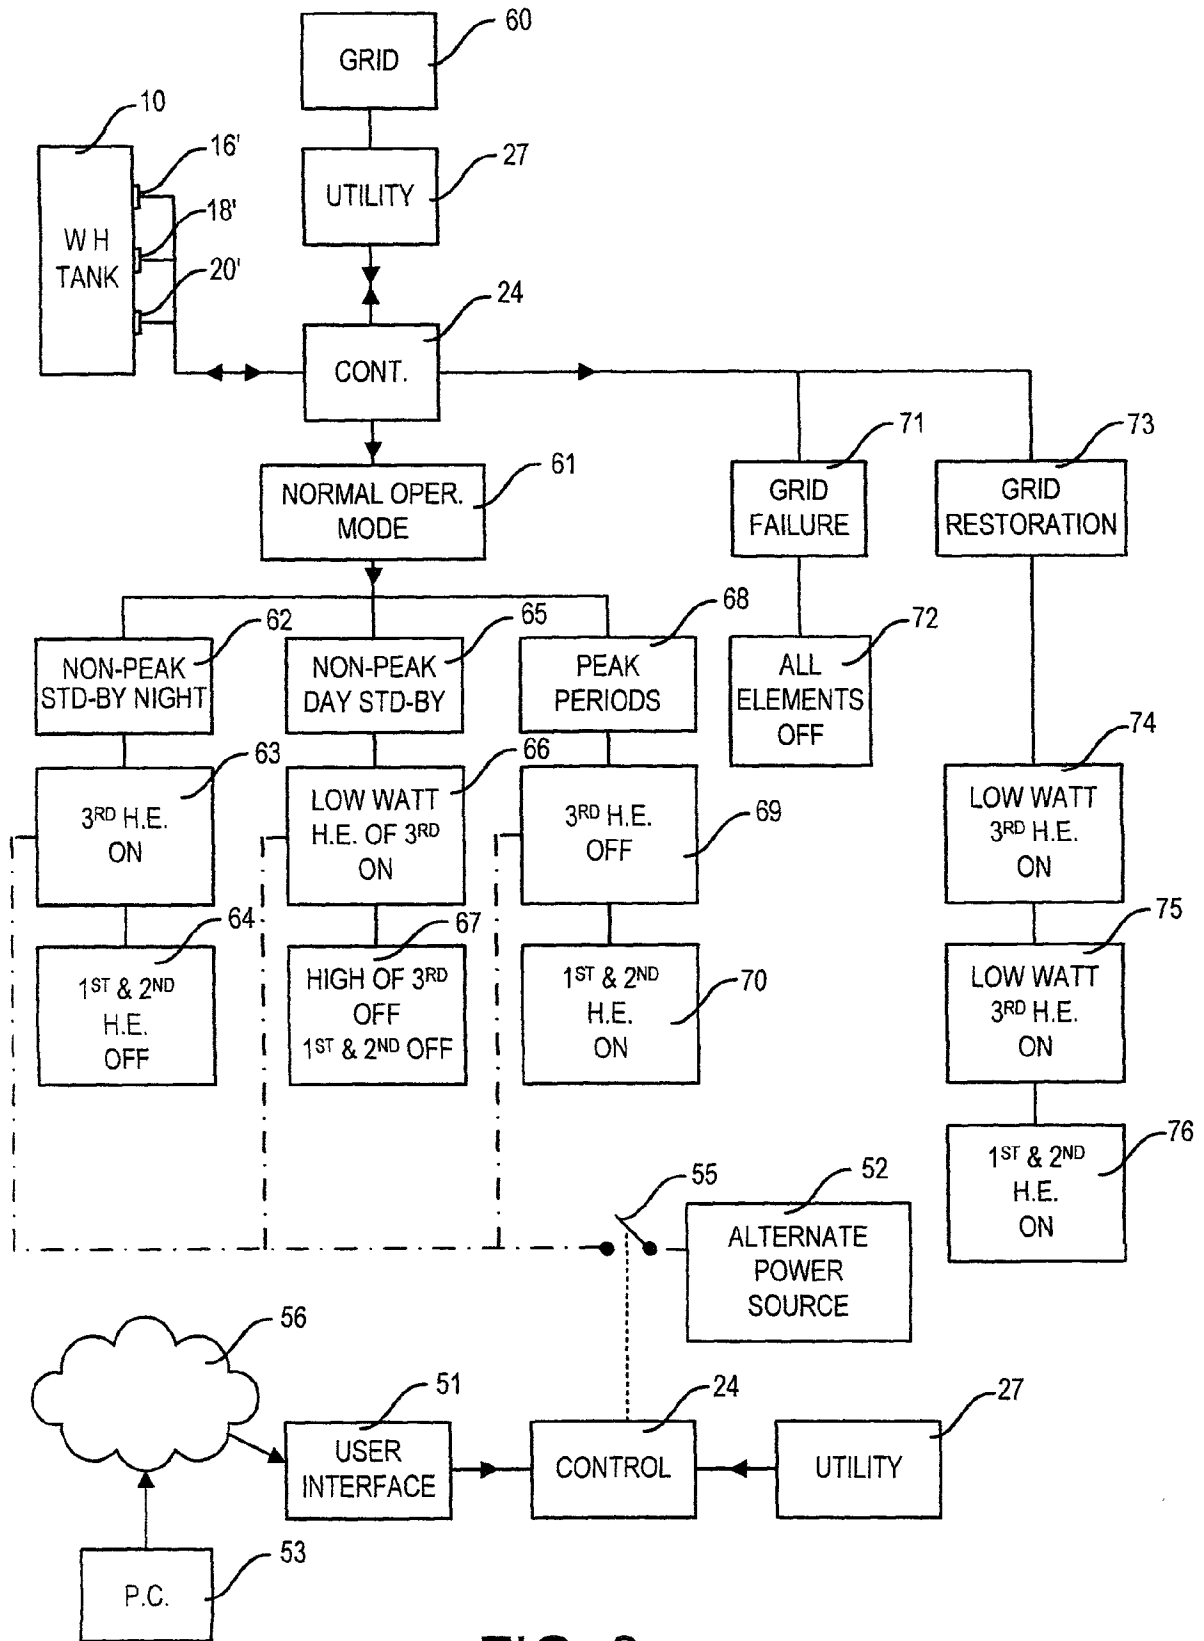 GRID
60
10
16'
18'
20'
W H
TANK
UTILITY
27
CONT.
24
NORMAL OPER.
MODE
61
GRID
FAILURE
71
GRID
RESTORATION
73
NON-PEAK
STD-BY NIGHT
62
NON-PEAK
DAY STD-BY
65
PEAK
PERIODS
68
ALL
ELEMENTS
OFF
72
3RD H.E.
ON
63
LOW WATT
H.E. OF 3RD
ON
66
3RD H.E.
OFF
69
LOW WATT
3RD H.E.
ON
74
1ST & 2ND
H.E.
OFF
64
HIGH OF 3RD
OFF
1ST & 2ND OFF
67
1ST & 2ND
H.E.
ON
70
LOW WATT
3RD H.E.
ON
75
1ST & 2ND
H.E.
ON
76
55
ALTERNATE
POWER
SOURCE
52
56
USER
INTERFACE
51
CONTROL
24
UTILITY
27
P.C.
53